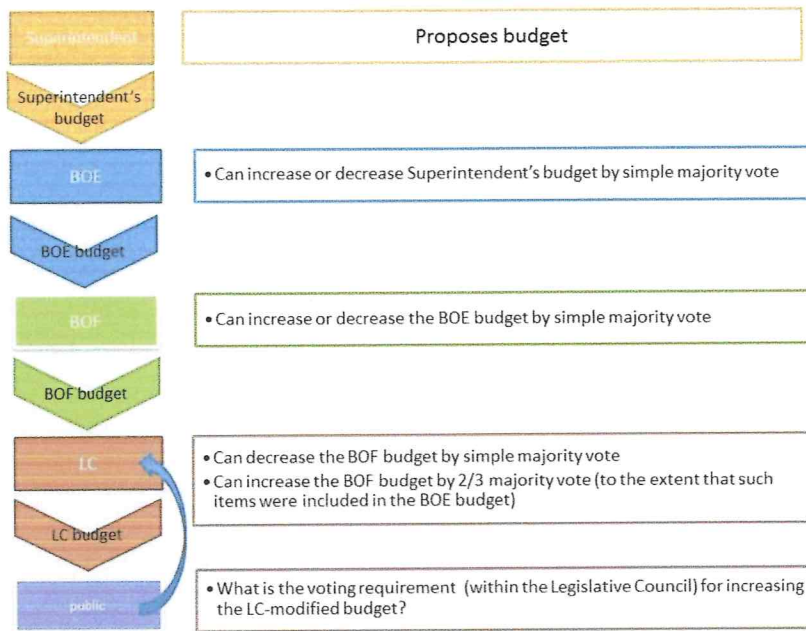 Superintendent
Proposes budget
Superintendent's
budget
BOE
• Can increase or decrease Superintendent's budget by simple majority vote
BOE budget
BOF
• Can increase or decrease the BOE budget by simple majority vote
BOF budget
LC
• Can decrease the BOF budget by simple majority vote
• Can increase the BOF budget by 2/3 majority vote (to the extent that such
items were included in the BOE budget)
LC budget
public
• What is the voting requirement (within the Legislative Council) for increasing
the LC-modified budget?